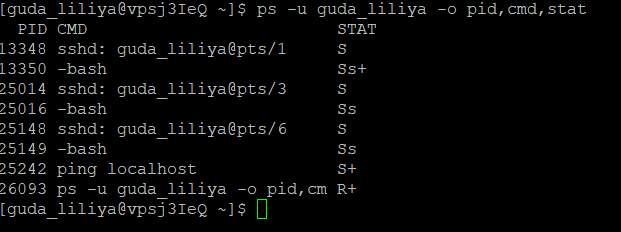 [guda_liliya@vpsj3IeQ ~]$ ps -u guda_liliya -o pid,cmd,stat
  PID CMD                         STAT
13348 sshd: guda_liliya@pts/1     S
13350 -bash                       Ss+
25014 sshd: guda_liliya@pts/3     S
25016 -bash                       Ss
25148 sshd: guda_liliya@pts/6     S
25149 -bash                       Ss
25242 ping localhost              S+
26093 ps -u guda_liliya -o pid,cm R+
[guda_liliya@vpsj3IeQ ~]$